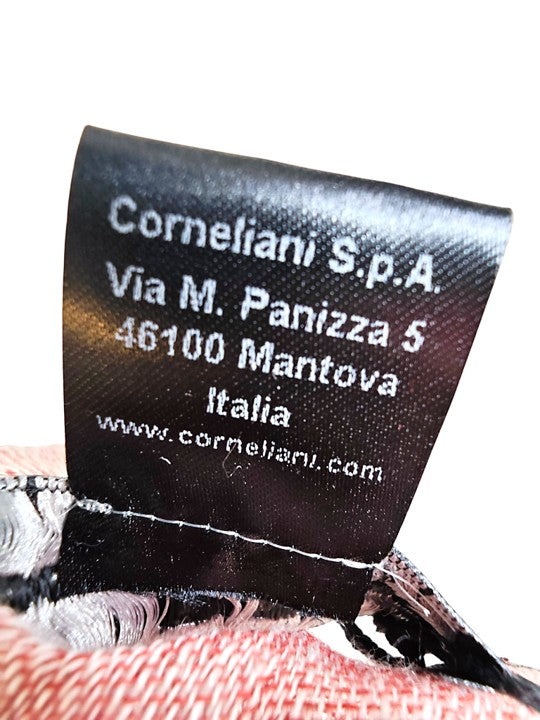 Corneliani S.p.A.
Via M. Panizza 5
46100 Mantova
Italia
www.corneliani.com